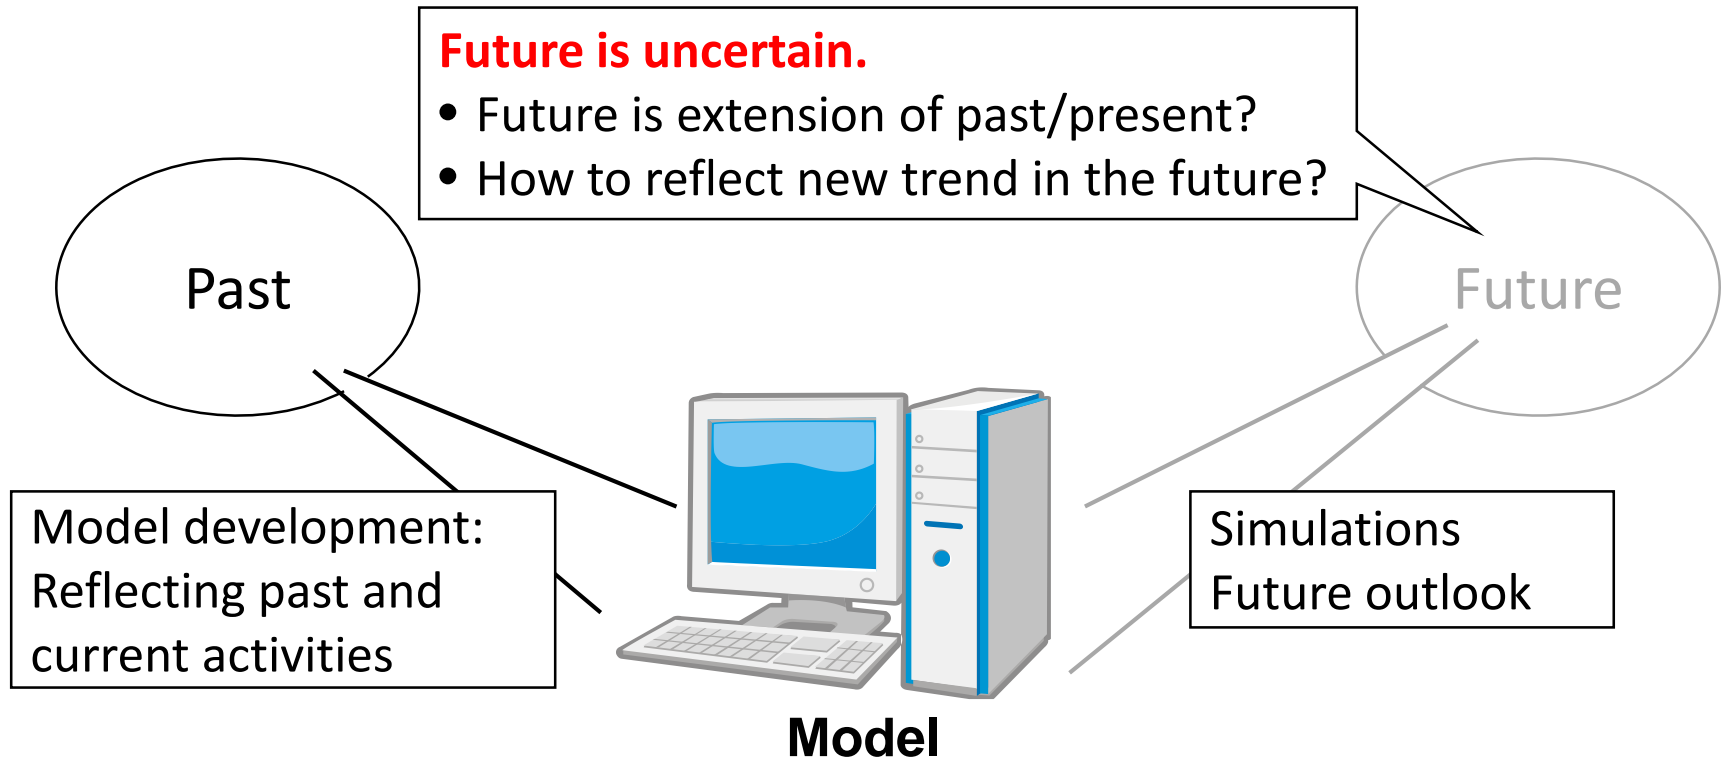 Future is uncertain.
• Future is extension of past/present?
• How to reflect new trend in the future?
Past
Future
Model development:
Reflecting past and
current activities
Simulations
Future outlook
Model